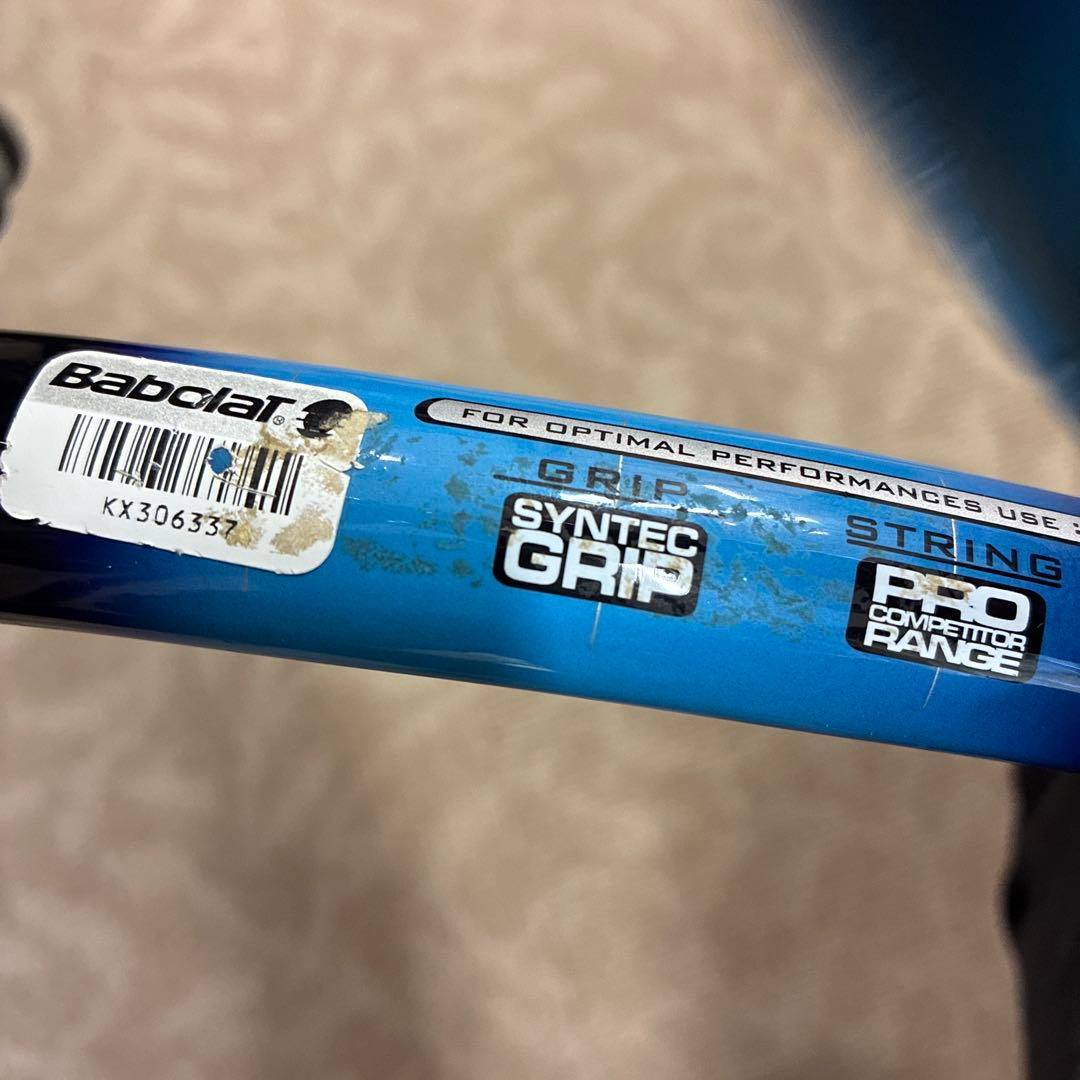 BaboLaT®
KX306337
FOR OPTIMAL PERFORMANCES USE :
GRIP
SYNTEC
GRIP
STRING
PRO
COMPETITOR
RANGE